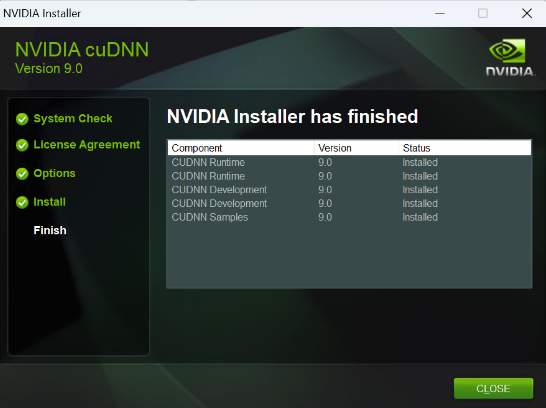 NVIDIA Installer
NVIDIA cuDNN
Version 9.0
NVIDIA.
System Check
License Agreement
Options
Install
Finish
NVIDIA Installer has finished
Component Version Status
CUDNN Runtime 9.0 Installed
CUDNN Runtime 9.0 Installed
CUDNN Development 9.0 Installed
CUDNN Development 9.0 Installed
CUDNN Samples 9.0 Installed
CLOSE